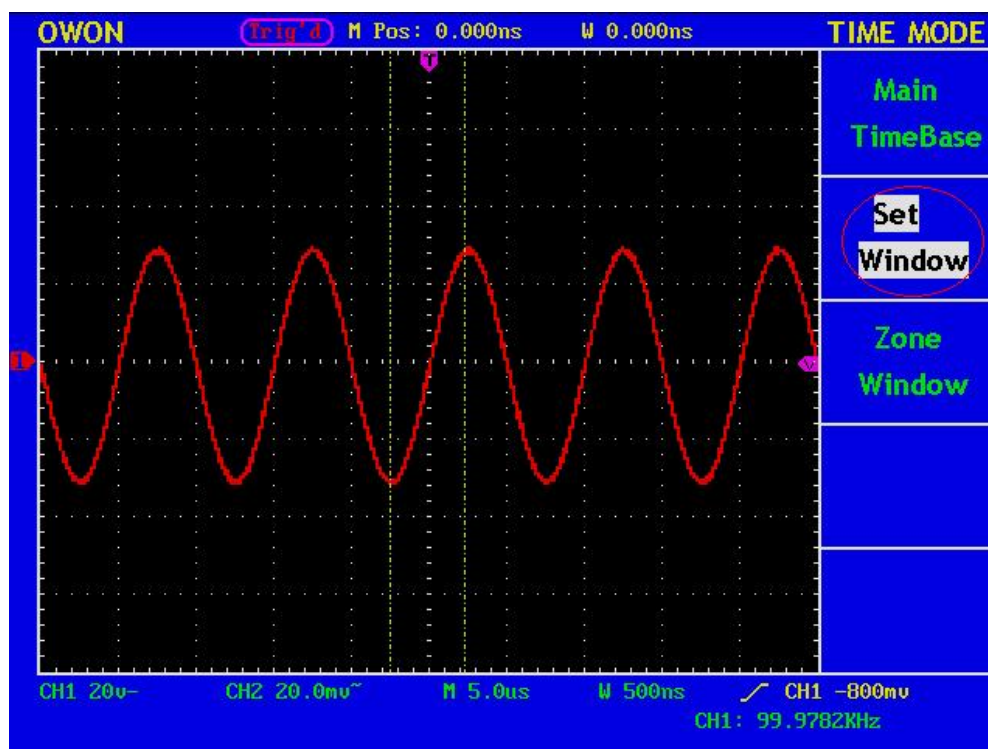 OWON Trig'd M Pos: 0.000ns W 0.000ns TIME MODE
T
Main
TimeBase
Set
Window
Zone
Window
1
CH1 20v- CH2 20.0mv~ M 5.0us W 500ns CH1 -800mv
CH1: 99.9782KHz